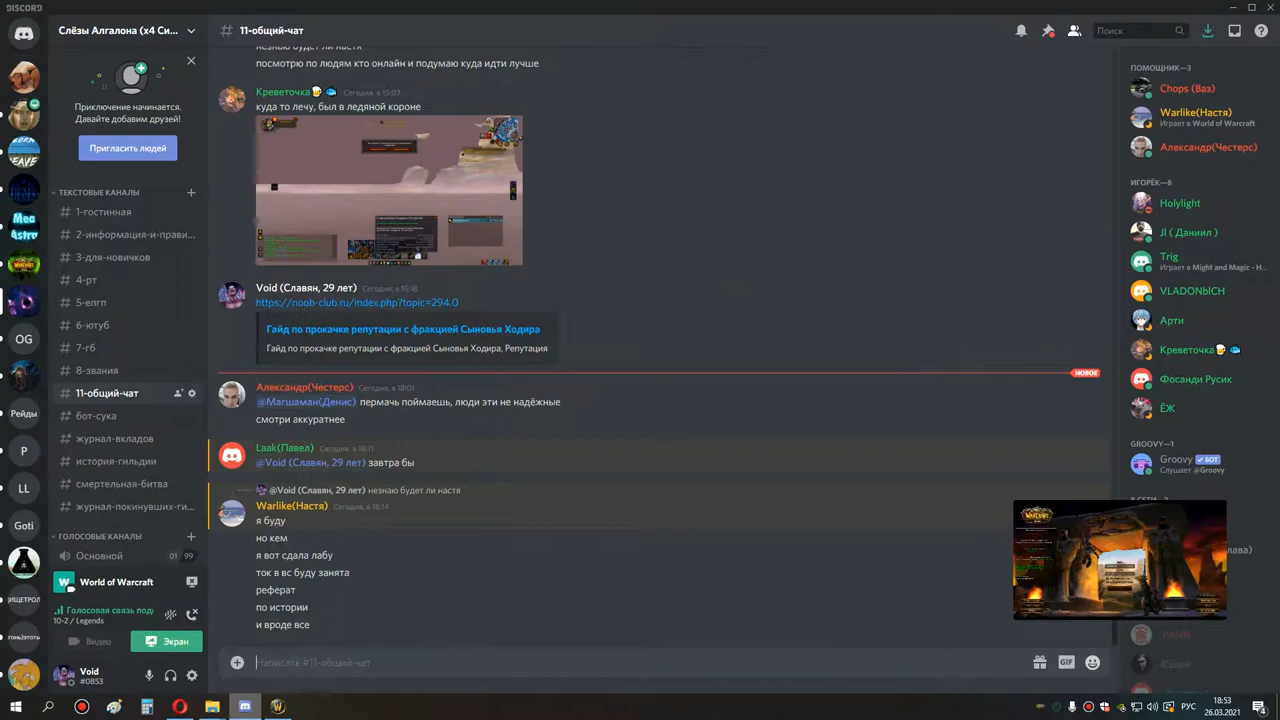 DISCORD
Слёзы Алгалона (х4 Си...
11-общий-чат
Поиск
Приключение начинается.
Давайте добавим друзей!
Пригласить людей
ТЕКСТОВЫЕ КАНАЛЫ
# 1-гостинная
# 2-информация-и-прави...
# 3-для-новичков
# 4-рт
# 5-епгп
# 6-ютуб
# 7-гб
# 8-звания
# 11-общий-чат
# бот-сука
# журнал-вкладов
# история-гильдии
# смертельная-битва
# журнал-покинувших-ги...
ГОЛОСОВЫЕ КАНАЛЫ
Основной 01 99
World of Warcraft
Голосовая связь под
10-2 / Legends
Видео
Экран
Void
#0853
Mea
Astro
OG
Рейды
P
LL
Goti
незнаю будет ли настя
посмотрю по людям кто онлайн и подумаю куда идти лучше
Креветочка Сегодня, в 15:07
куда то лечу, был в ледяной короне
Void (Славян, 29 лет) Сегодня, в 15:18
https://noob-club.ru/index.php?topic=294.0
Гайд по прокачке репутации с фракцией Сыновья Ходира
Гайд по прокачке репутации с фракцией Сыновья Ходира, Репутация
НОВОЕ
Александр(Честерс) Сегодня, в 18:03
@Магшаман(Денис) пермач поймаешь, люди эти не надёжные
смотри аккуратнее
Laak(Павел) Сегодня, в 18:11
@Void (Славян, 29 лет) завтра бы
@Void (Славян, 29 лет) незнаю будет ли настя
Warlike(Настя) Сегодня, в 18:14
я буду
но кем
я вот сдала лабу
ток в вс буду занята
реферат
по истории
и вроде все
Написать #11-общий-чат
GIF
ПОМОЩНИК—3
Chops (Ваз)
Warlike(Настя)
Играет в World of Warcraft
Александр(Честерс)
ИГОРЁК—8
Holylight
Jl ( Даниил )
Trig
Играет в Might and Magic - H...
VLADONbICH
Арти
Креветочка
Фосанди Русик
ЁЖ
GROOVY—1
Groovy БОТ
Слушает @Groovy
WARCRAFT
РУС
18:53
26.03.2021